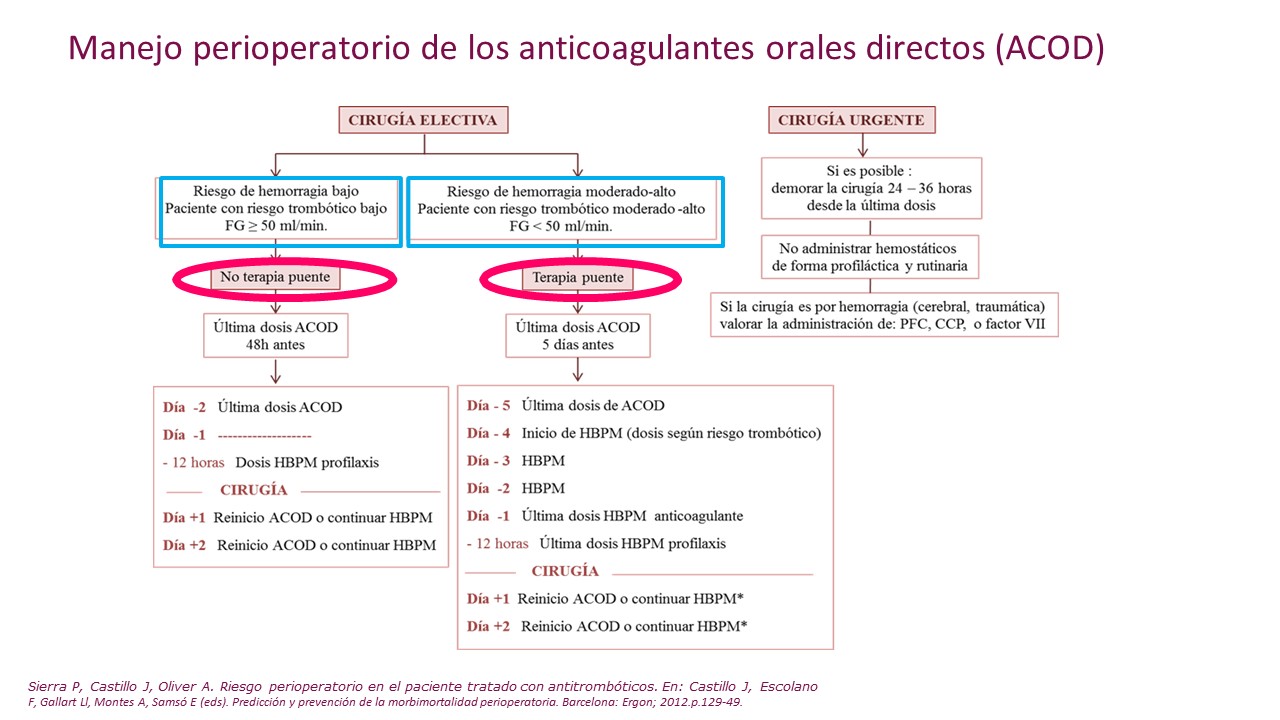 Manejo perioperatorio de los anticoagulantes orales directos (ACOD)
CIRUGÍA ELECTIVA
Riesgo de hemorragia bajo
Paciente con riesgo trombótico bajo
FG ≥ 50 ml/min.
No terapia puente
Última dosis ACOD
48h antes
Día -2 Última dosis ACOD
Día -1 -------------------
- 12 horas Dosis HBPM profilaxis
CIRUGÍA
Día +1 Reinicio ACOD o continuar HBPM
Día +2 Reinicio ACOD o continuar HBPM
Riesgo de hemorragia moderado-alto
Paciente con riesgo trombótico moderado -alto
FG < 50 ml/min.
Terapia puente
Última dosis ACOD
5 días antes
Día - 5 Última dosis de ACOD
Día - 4 Inicio de HBPM (dosis según riesgo trombótico)
Día - 3 HBPM
Día -2 HBPM
Día -1 Última dosis HBPM anticoagulante
- 12 horas Última dosis HBPM profilaxis
CIRUGÍA
Día +1 Reinicio ACOD o continuar HBPM*
Día +2 Reinicio ACOD o continuar HBPM*
CIRUGÍA URGENTE
Si es posible :
demorar la cirugía 24 – 36 horas
desde la última dosis
No administrar hemostáticos
de forma profiláctica y rutinaria
Si la cirugía es por hemorragia (cerebral, traumática)
valorar la administración de: PFC, CCP, o factor VII
Sierra P, Castillo J, Oliver A. Riesgo perioperatorio en el paciente tratado con antitrombóticos. En: Castillo J, Escolano
F, Gallart Ll, Montes A, Samsó E (eds). Predicción y prevención de la morbimortalidad perioperatoria. Barcelona: Ergon; 2012.p.129-49.